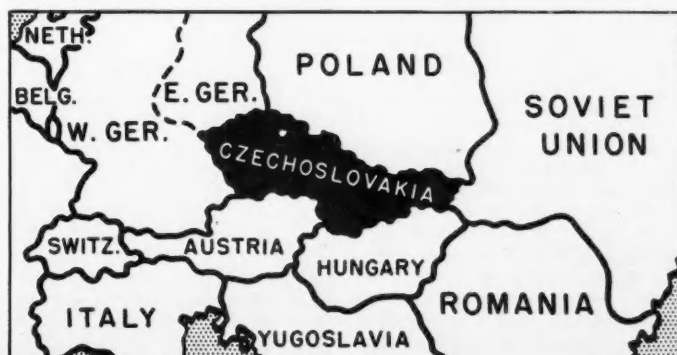 NETH.
POLAND
BELG.
E. GER.
SOVIET
UNION
W. GER.
CZECHOSLOVAKIA
SWITZ.
AUSTRIA
HUNGARY
ROMANIA
ITALY
YUGOSLAVIA